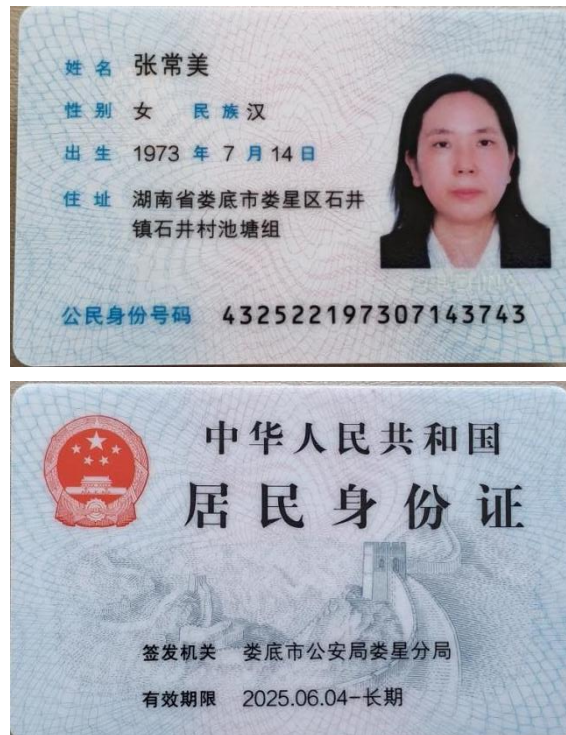 姓名 张常美
性别 女 民族 汉
出生 1973 年 7 月 14 日
住址 湖南省娄底市娄星区石井
镇石井村池塘组
公民身份号码 432522197307143743
中华人民共和国
居民身份证
签发机关 娄底市公安局娄星分局
有效期限 2025.06.04-长期